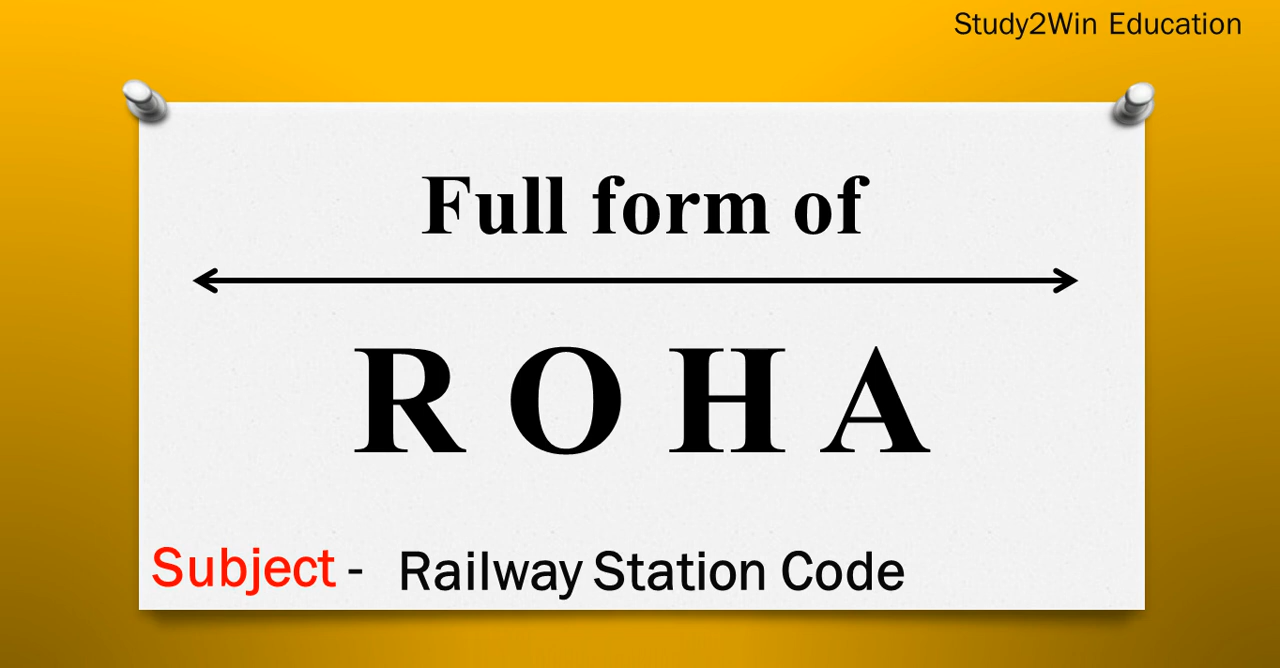 Study2Win Education
Full form of
R O H A
Subject - Railway Station Code